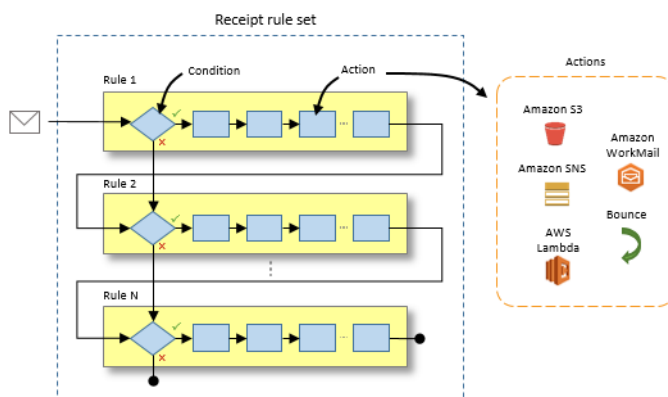 Receipt rule set
Rule 1
Condition
Action
...
Rule 2
...
Rule N
...
Actions
Amazon S3
Amazon
WorkMail
Amazon SNS
Bounce
AWS
Lambda